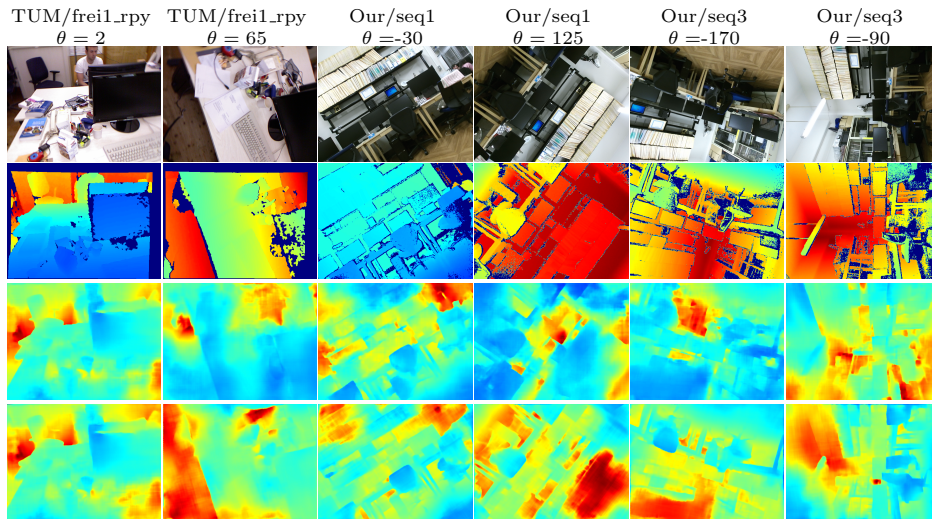 TUM/frei1_rpy TUM/frei1_rpy Our/seq1 Our/seq1 Our/seq3 Our/seq3
θ = 2 θ = 65 θ =-30 θ = 125 θ =-170 θ =-90